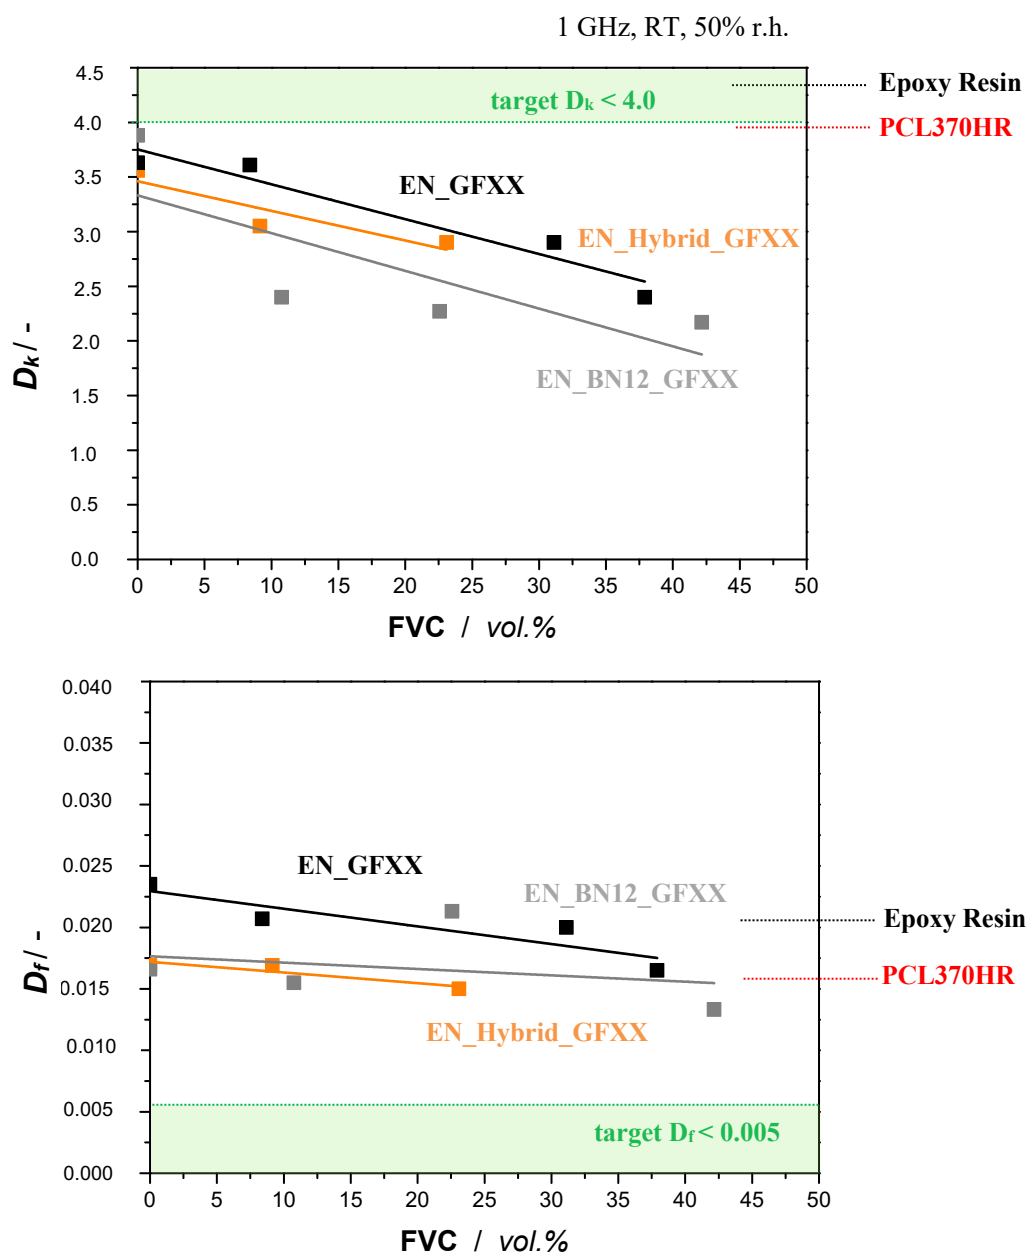 1 GHz, RT, 50% r.h.
4.5
Epoxy Resin
target Dk < 4.0
4.0
PCL370HR
3.5
EN_GFXX
3.0
EN_Hybrid_GFXX
2.5
Dk / -
2.0
EN_BN12_GFXX
1.5
1.0
0.5
0.0
0 5 10 15 20 25 30 35 40 45 50
FVC / vol.%
0.040
0.035
0.030
0.025
EN_GFXX
EN_BN12_GFXX
0.020
Epoxy Resin
Df / -
PCL370HR
0.015
EN_Hybrid_GFXX
0.010
0.005
target Df < 0.005
0.000
0 5 10 15 20 25 30 35 40 45 50
FVC / vol.%